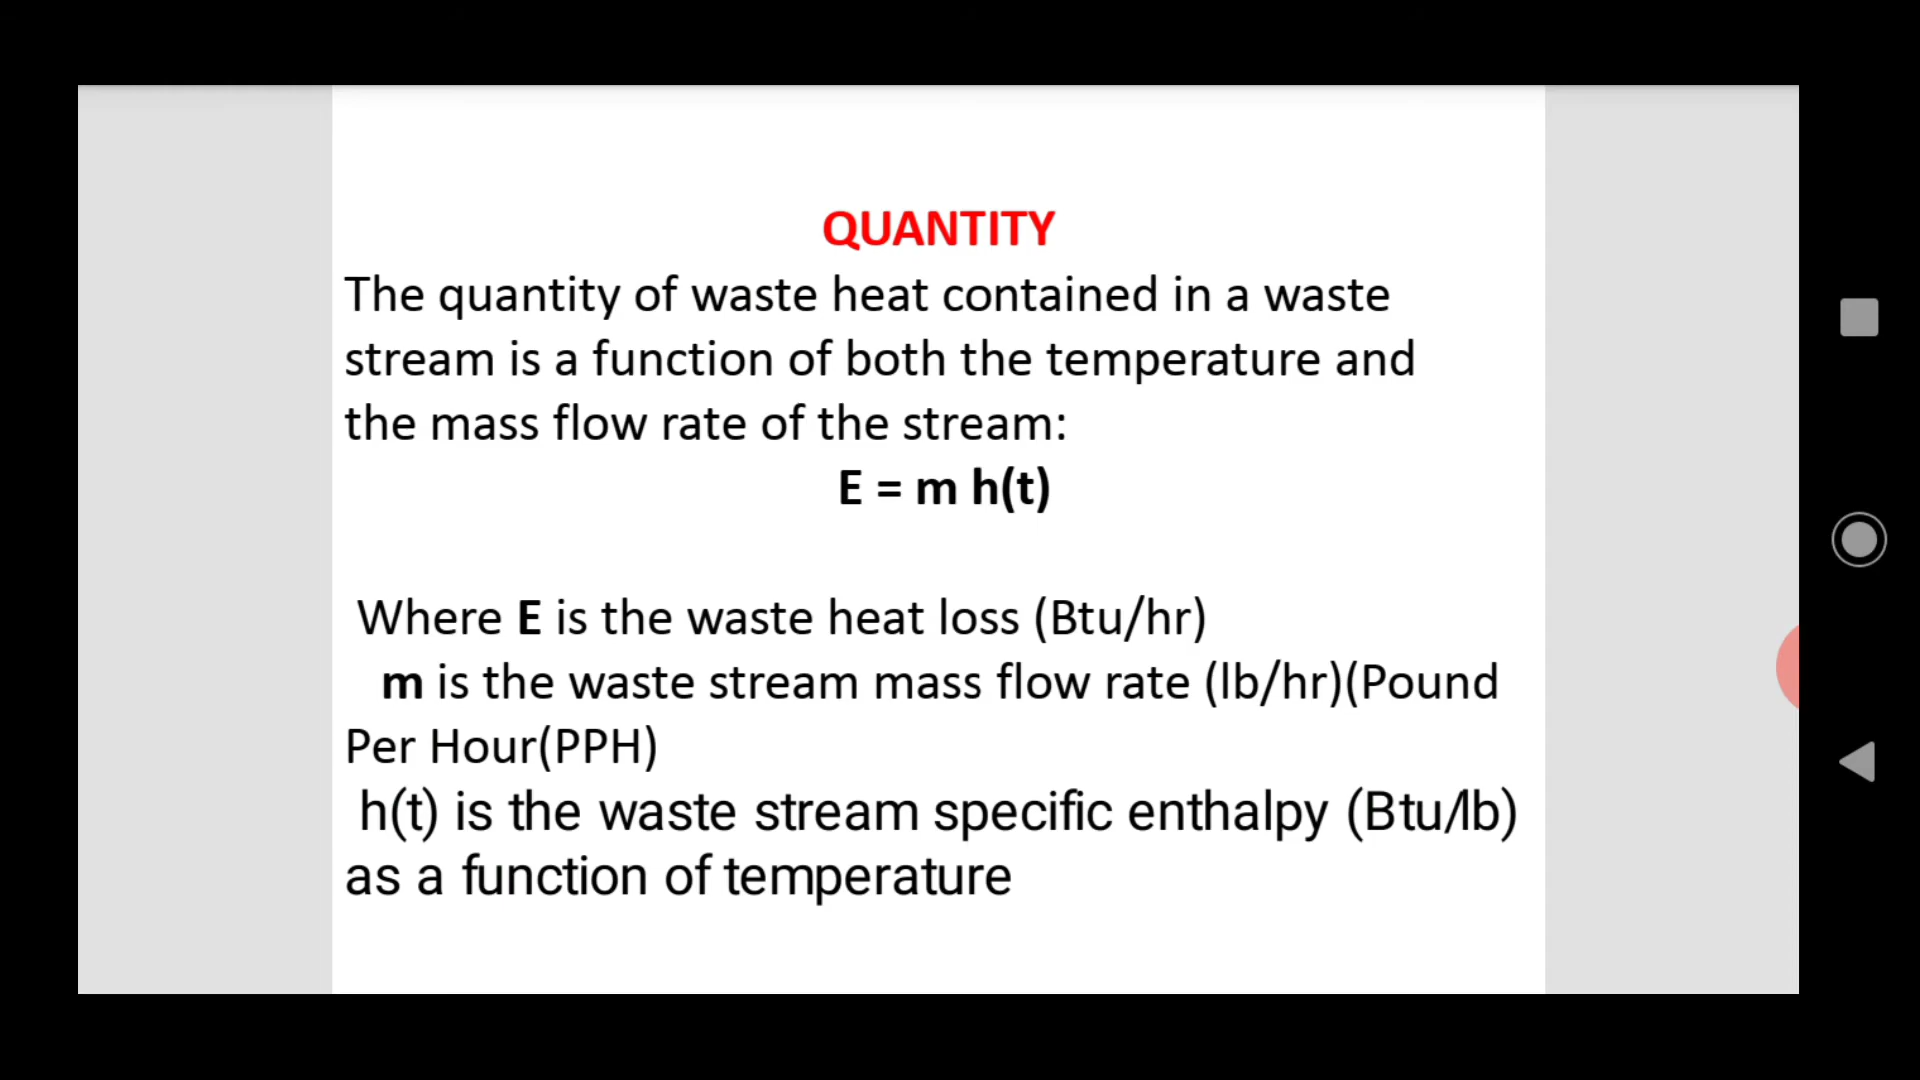 QUANTITY
The quantity of waste heat contained in a waste
stream is a function of both the temperature and
the mass flow rate of the stream:
E = m h(t)
Where E is the waste heat loss (Btu/hr)
m is the waste stream mass flow rate (lb/hr)(Pound
Per Hour(PPH)
h(t) is the waste stream specific enthalpy (Btu/lb)
as a function of temperature